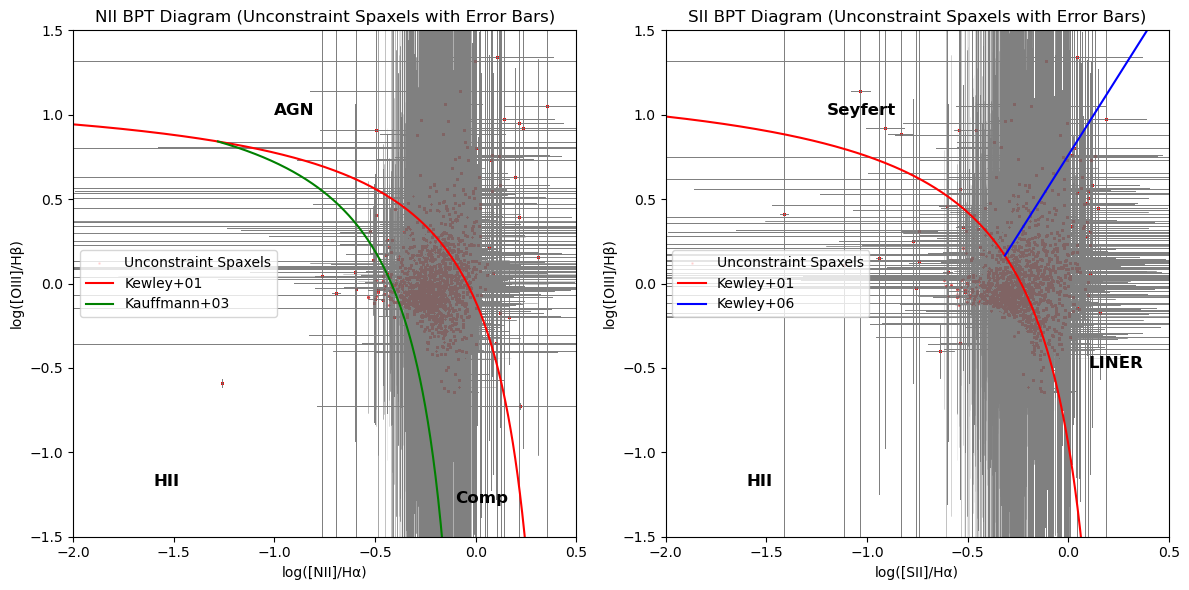 NII BPT Diagram (Unconstraint Spaxels with Error Bars)
1.5
1.0
0.5
0.0
−0.5
−1.0
−1.5
log([OIII]/Hβ)
AGN
Unconstraint Spaxels
Kewley+01
Kauffmann+03
HII
Comp
−2.0 −1.5 −1.0 −0.5 0.0 0.5
log([NII]/Hα)
SII BPT Diagram (Unconstraint Spaxels with Error Bars)
1.5
1.0
0.5
0.0
−0.5
−1.0
−1.5
log([OIII]/Hβ)
Seyfert
Unconstraint Spaxels
Kewley+01
Kewley+06
LINER
HII
−2.0 −1.5 −1.0 −0.5 0.0 0.5
log([SII]/Hα)